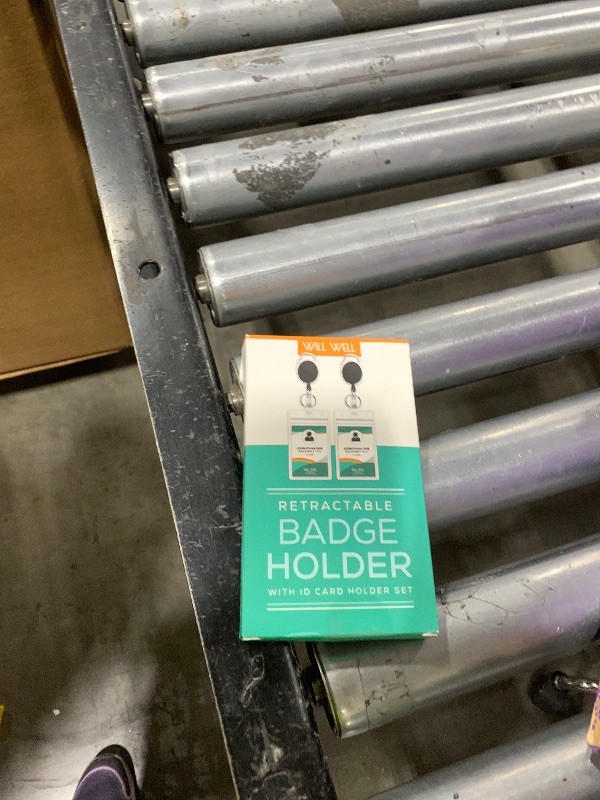 WILL WELL
RETRACTABLE
BADGE
HOLDER
WITH ID CARD HOLDER SET